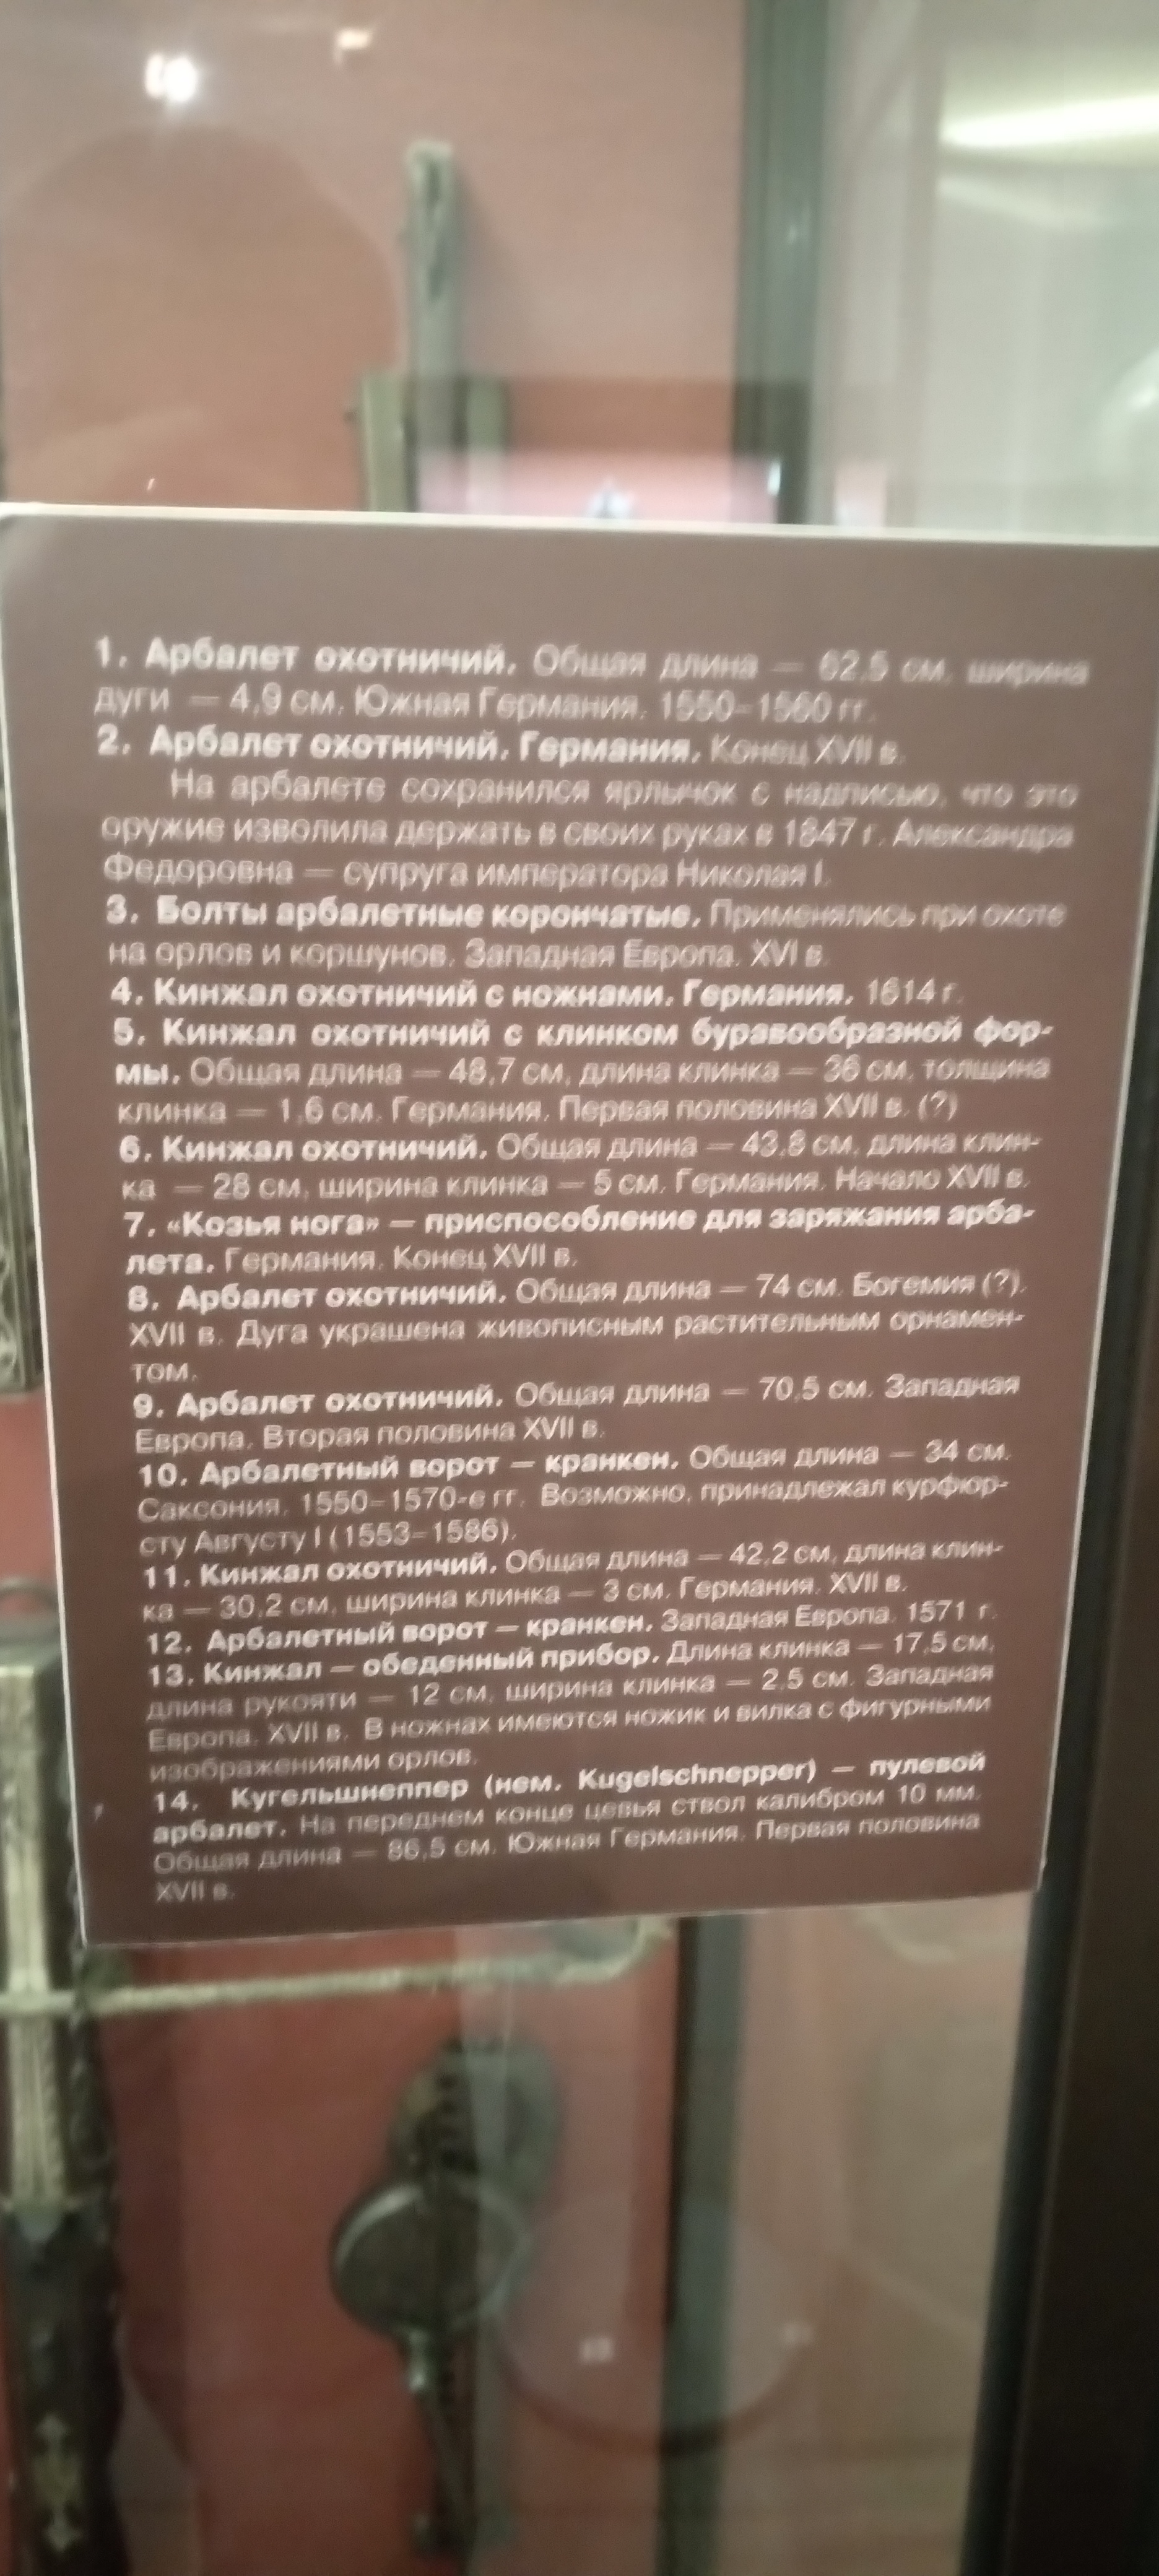 1. Арбалет охотничий. Общая длина — 62,5 см, ширина
дуги — 4,9 см. Южная Германия. 1550–1560 гг.
2. Арбалет охотничий. Германия. Конец XVII в.
На арбалете сохранился ярлычок с надписью, что это
оружие изволила держать в своих руках в 1847 г. Александра
Федоровна — супруга императора Николая I.
3. Болты арбалетные корончатые. Применялись при охоте
на орлов и коршунов. Западная Европа. XVI в.
4. Кинжал охотничий с ножнами. Германия. 1614 г.
5. Кинжал охотничий с клинком буравообразной фор-
мы. Общая длина — 48,7 см, длина клинка — 36 см, толщина
клинка — 1,6 см. Германия. Первая половина XVII в. (?)
6. Кинжал охотничий. Общая длина — 43,8 см, длина клин-
ка — 28 см, ширина клинка — 5 см. Германия. Начало XVII в.
7. «Козья нога» — приспособление для заряжания арба-
лета. Германия. Конец XVII в.
8. Арбалет охотничий. Общая длина — 74 см. Богемия (?).
XVII в. Дуга украшена живописным растительным орнамен-
том.
9. Арбалет охотничий. Общая длина — 70,5 см. Западная
Европа. Вторая половина XVII в.
10. Арбалетный ворот — кранкен. Общая длина — 34 см.
Саксония. 1550–1570-е гг. Возможно, принадлежал курфюр-
сту Августу I (1553–1586).
11. Кинжал охотничий. Общая длина — 42,2 см, длина клин-
ка — 30,2 см, ширина клинка — 3 см. Германия. XVII в.
12. Арбалетный ворот — кранкен. Западная Европа. 1571 г.
13. Кинжал — обеденный прибор. Длина клинка — 17,5 см,
длина рукояти — 12 см, ширина клинка — 2,5 см. Западная
Европа. XVII в. В ножнах имеются ножик и вилка с фигурными
изображениями орлов.
14. Кугельшнеппер (нем. Kugelschnepper) — пулевой
арбалет. На переднем конце цевья ствол калибром 10 мм.
Общая длина — 86,5 см. Южная Германия. Первая половина
XVII в.